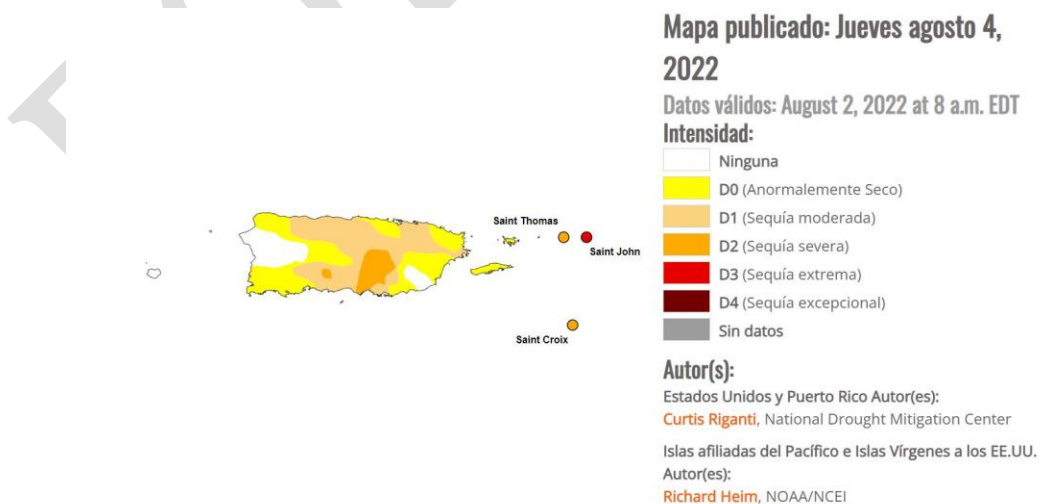 Mapa publicado: Jueves agosto 4,
2022
Datos válidos: August 2, 2022 at 8 a.m. EDT
Intensidad:
Ninguna
D0 (Anormalemente Seco)
D1 (Sequía moderada)
D2 (Sequía severa)
D3 (Sequía extrema)
D4 (Sequía excepcional)
Sin datos
Autor(s):
Estados Unidos y Puerto Rico Autor(es):
Curtis Riganti, National Drought Mitigation Center
Islas afiliadas del Pacífico e Islas Vírgenes a los EE.UU.
Autor(es):
Richard Heim, NOAA/NCEI
Saint Thomas
Saint John
Saint Croix